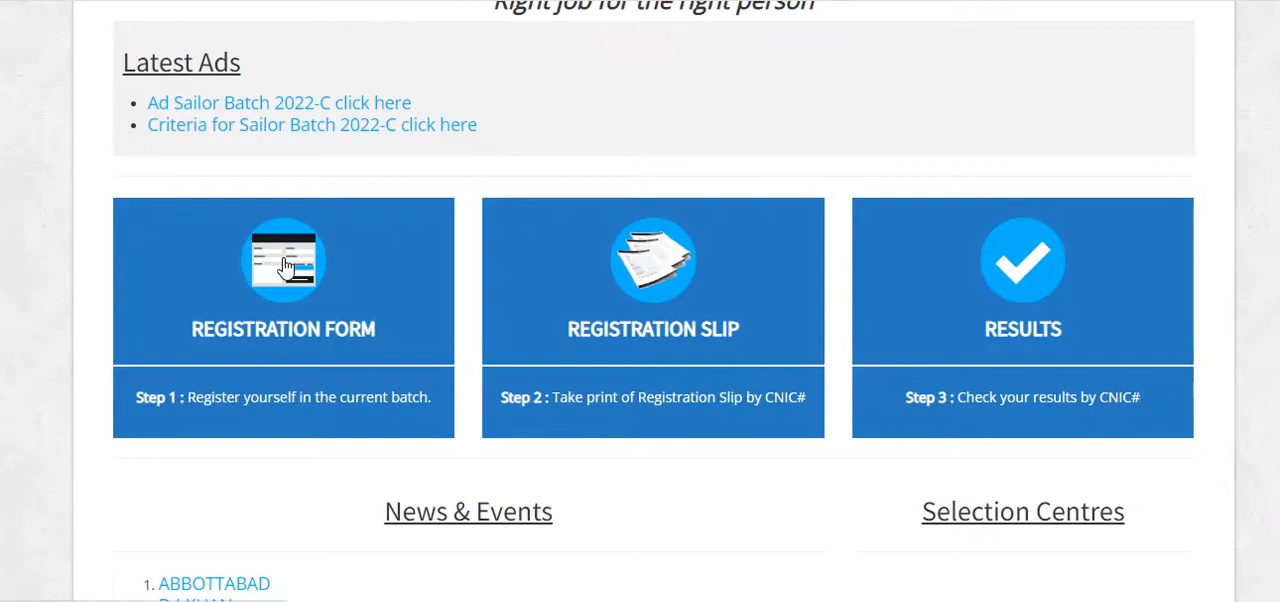 Right job for the right person
Latest Ads
Ad Sailor Batch 2022-C click here
Criteria for Sailor Batch 2022-C click here
REGISTRATION FORM
Step 1 : Register yourself in the current batch.
REGISTRATION SLIP
Step 2 : Take print of Registration Slip by CNIC#
RESULTS
Step 3 : Check your results by CNIC#
News & Events
Selection Centres
1. ABBOTTABAD